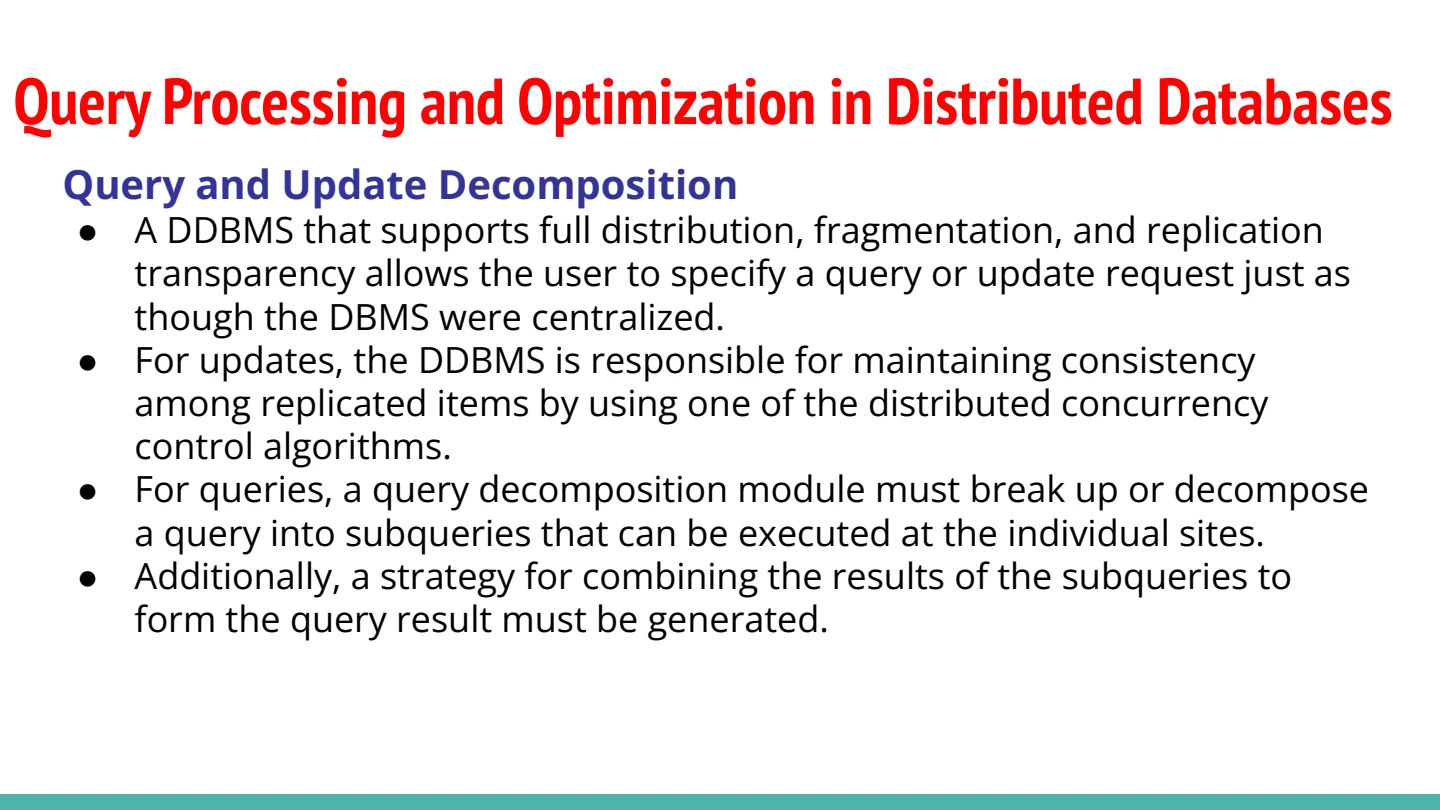 Query Processing and Optimization in Distributed Databases
Query and Update Decomposition
● A DDBMS that supports full distribution, fragmentation, and replication
transparency allows the user to specify a query or update request just as
though the DBMS were centralized.
● For updates, the DDBMS is responsible for maintaining consistency
among replicated items by using one of the distributed concurrency
control algorithms.
● For queries, a query decomposition module must break up or decompose
a query into subqueries that can be executed at the individual sites.
● Additionally, a strategy for combining the results of the subqueries to
form the query result must be generated.